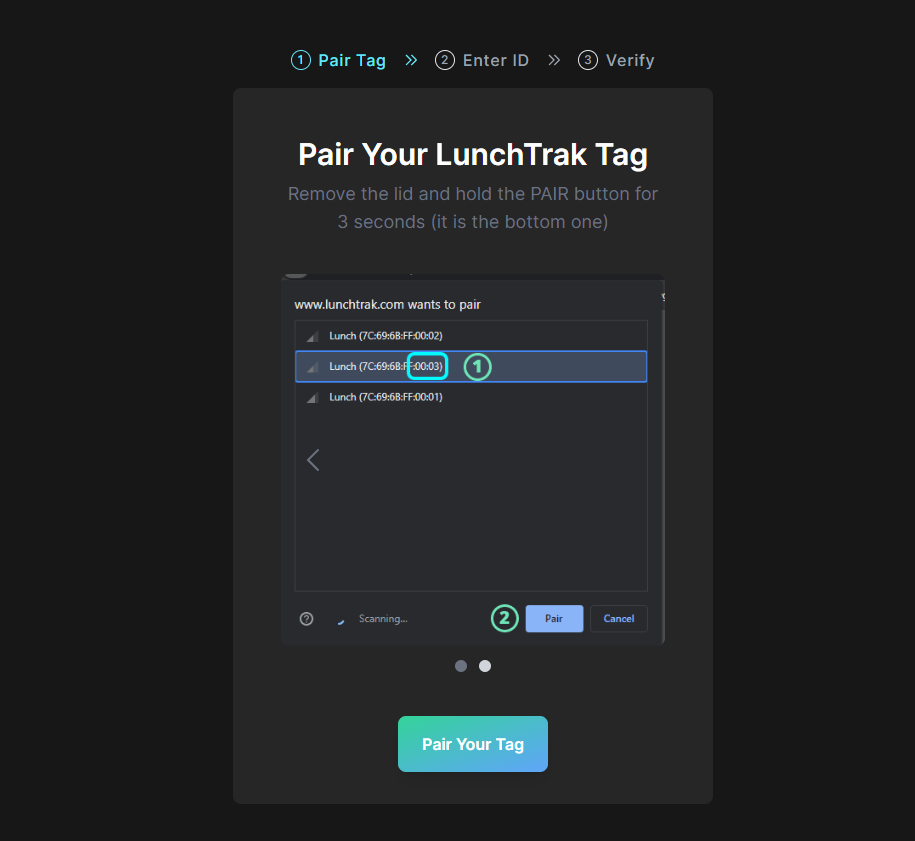 1 Pair Tag » 2 Enter ID » 3 Verify
Pair Your LunchTrak Tag
Remove the lid and hold the PAIR button for
3 seconds (it is the bottom one)
www.lunchtrak.com wants to pair
Lunch (7C:69:6B:FF:00:02)
Lunch (7C:69:6B:FF:00:03) 1
Lunch (7C:69:6B:FF:00:01)
? Scanning... 2 Pair Cancel
Pair Your Tag